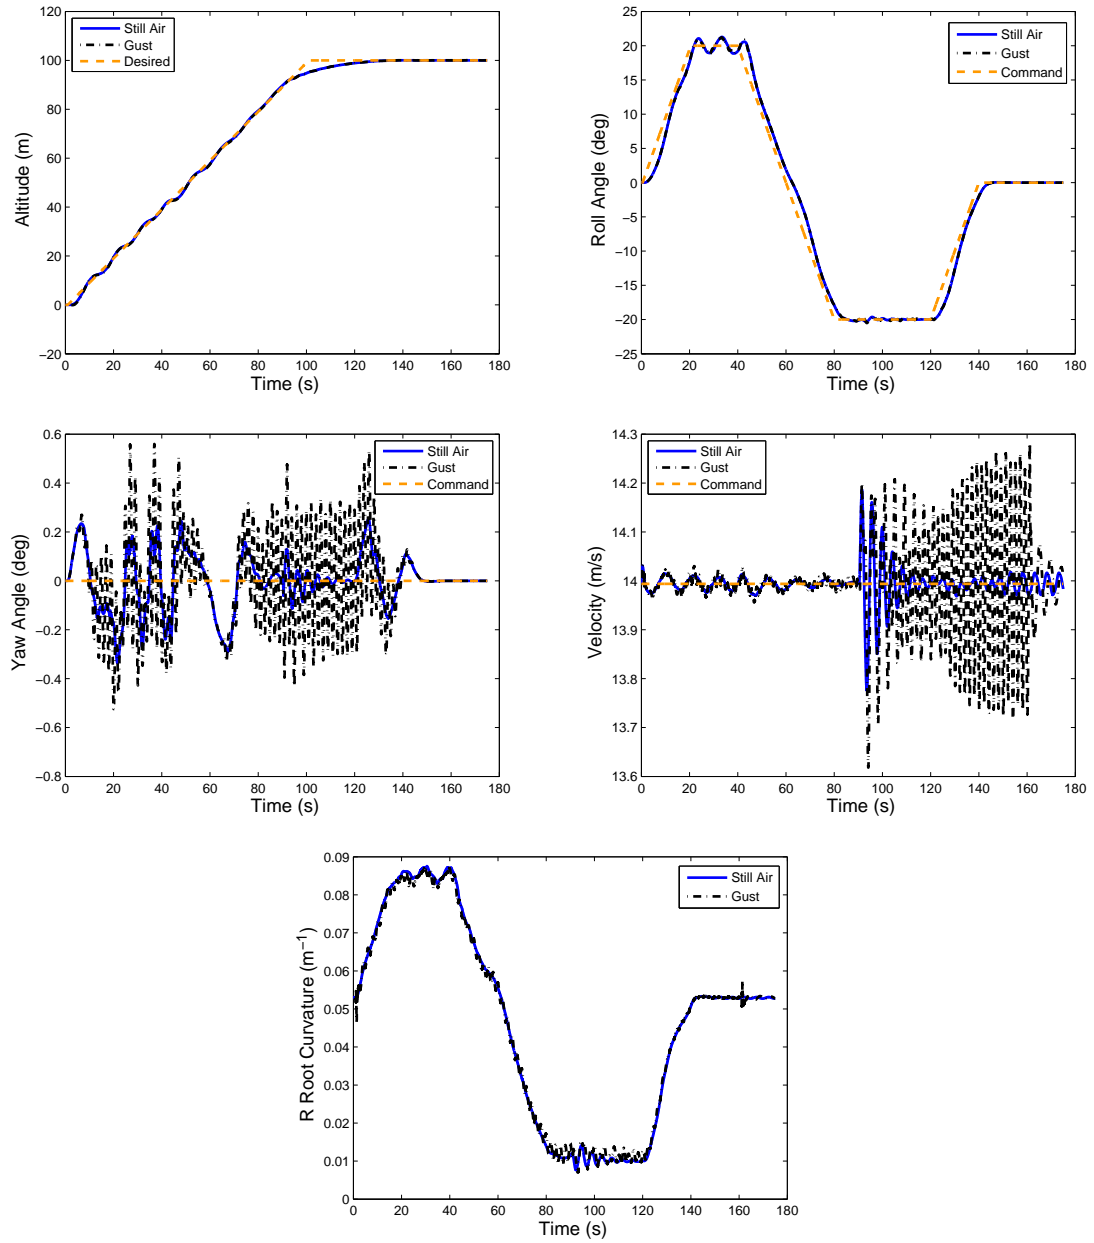 120
100
80
60
40
20
0
−20
0 20 40 60 80 100 120 140 160 180
Time (s)
Altitude (m)
Still Air
Gust
Desired
25
20
15
10
5
0
−5
−10
−15
−20
−25
0 20 40 60 80 100 120 140 160 180
Time (s)
Roll Angle (deg)
Still Air
Gust
Command
0.6
0.4
0.2
0
−0.2
−0.4
−0.6
−0.8
0 20 40 60 80 100 120 140 160 180
Time (s)
Yaw Angle (deg)
Still Air
Gust
Command
14.3
14.2
14.1
14
13.9
13.8
13.7
13.6
0 20 40 60 80 100 120 140 160 180
Time (s)
Velocity (m/s)
Still Air
Gust
Command
0.09
0.08
0.07
0.06
0.05
0.04
0.03
0.02
0.01
0
0 20 40 60 80 100 120 140 160 180
Time (s)
R Root Curvature (m⁻¹)
Still Air
Gust